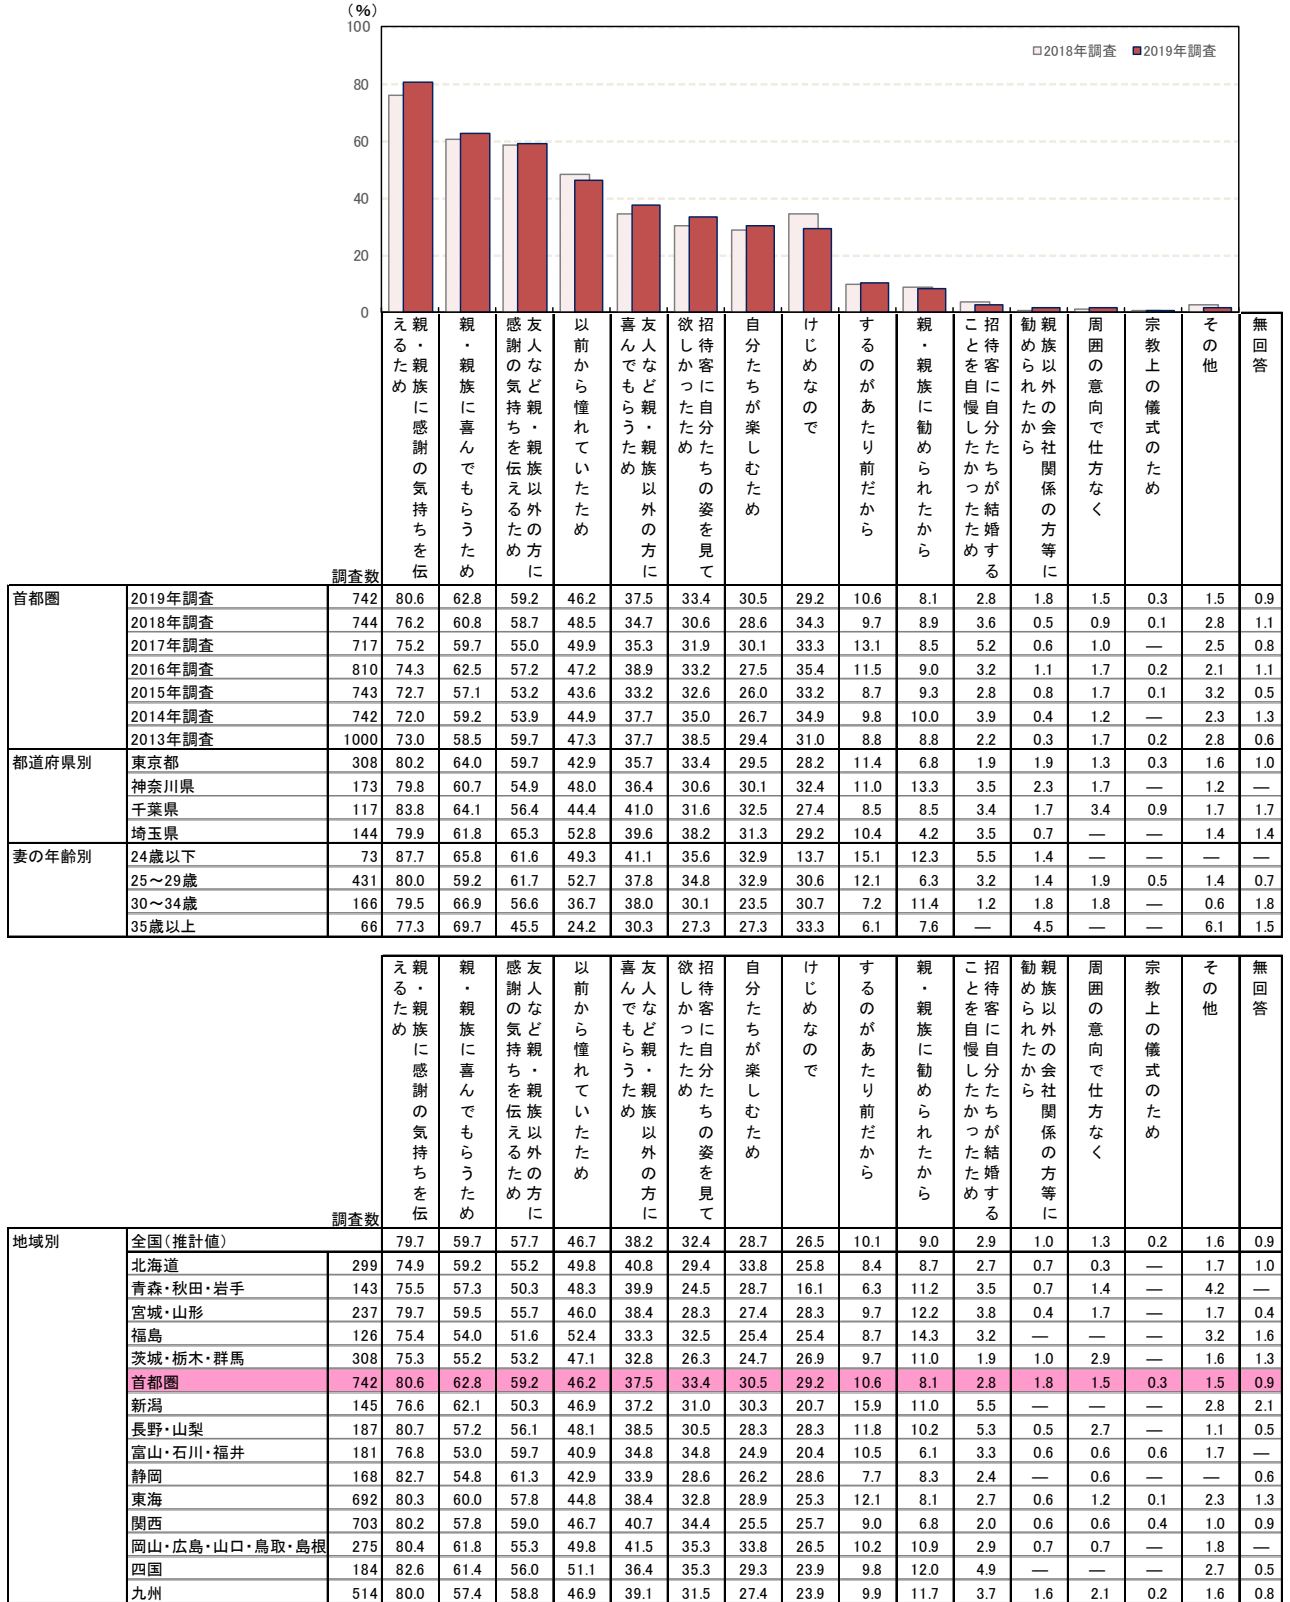 (%)
100
80
60
40
20
0
□2018年調査 ■2019年調査
調査数
親・親族に感謝の気持ちを伝
えるため
親・親族に喜んでもらうため
友人など親・親族以外の方に
感謝の気持ちを伝えるため
以前から憧れていたため
友人など親・親族以外の方に
喜んでもらうため
招待客に自分たちの姿を見て
欲しかったため
自分たちが楽しむため
けじめなので
するのがあたり前だから
親・親族に勧められたから
招待客に自分たちが結婚する
ことを自慢したかったため
親族以外の会社関係の方等に
勧められたから
周囲の意向で仕方なく
宗教上の儀式のため
その他
無回答
首都圏 2019年調査 742 80.6 62.8 59.2 46.2 37.5 33.4 30.5 29.2 10.6 8.1 2.8 1.8 1.5 0.3 1.5 0.9
2018年調査 744 76.2 60.8 58.7 48.5 34.7 30.6 28.6 34.3 9.7 8.9 3.6 0.5 0.9 0.1 2.8 1.1
2017年調査 717 75.2 59.7 55.0 49.9 35.3 31.9 30.1 33.3 13.1 8.5 5.2 0.6 1.0 — 2.5 0.8
2016年調査 810 74.3 62.5 57.2 47.2 38.9 33.2 27.5 35.4 11.5 9.0 3.2 1.1 1.7 0.2 2.1 1.1
2015年調査 743 72.7 57.1 53.2 43.6 33.2 32.6 26.0 33.2 8.7 9.3 2.8 0.8 1.7 0.1 3.2 0.5
2014年調査 742 72.0 59.2 53.9 44.9 37.7 35.0 26.7 34.9 9.8 10.0 3.9 0.4 1.2 — 2.3 1.3
2013年調査 1000 73.0 58.5 59.7 47.3 37.7 38.5 29.4 31.0 8.8 8.8 2.2 0.3 1.7 0.2 2.8 0.6
都道府県別 東京都 308 80.2 64.0 59.7 42.9 35.7 33.4 29.5 28.2 11.4 6.8 1.9 1.9 1.3 0.3 1.6 1.0
神奈川県 173 79.8 60.7 54.9 48.0 36.4 30.6 30.1 32.4 11.0 13.3 3.5 2.3 1.7 — 1.2 —
千葉県 117 83.8 64.1 56.4 44.4 41.0 31.6 32.5 27.4 8.5 8.5 3.4 1.7 3.4 0.9 1.7 1.7
埼玉県 144 79.9 61.8 65.3 52.8 39.6 38.2 31.3 29.2 10.4 4.2 3.5 0.7 — — 1.4 1.4
妻の年齢別 24歳以下 73 87.7 65.8 61.6 49.3 41.1 35.6 32.9 13.7 15.1 12.3 5.5 1.4 — — — —
25～29歳 431 80.0 59.2 61.7 52.7 37.8 34.8 32.9 30.6 12.1 6.3 3.2 1.4 1.9 0.5 1.4 0.7
30～34歳 166 79.5 66.9 56.6 36.7 38.0 30.1 23.5 30.7 7.2 11.4 1.2 1.8 1.8 — 0.6 1.8
35歳以上 66 77.3 69.7 45.5 24.2 30.3 27.3 27.3 33.3 6.1 7.6 — 4.5 — — 6.1 1.5
調査数
親・親族に感謝の気持ちを伝
えるため
親・親族に喜んでもらうため
友人など親・親族以外の方に
感謝の気持ちを伝えるため
以前から憧れていたため
友人など親・親族以外の方に
喜んでもらうため
招待客に自分たちの姿を見て
欲しかったため
自分たちが楽しむため
けじめなので
するのがあたり前だから
親・親族に勧められたから
招待客に自分たちが結婚する
ことを自慢したかったため
親族以外の会社関係の方等に
勧められたから
周囲の意向で仕方なく
宗教上の儀式のため
その他
無回答
地域別 全国(推計値) 79.7 59.7 57.7 46.7 38.2 32.4 28.7 26.5 10.1 9.0 2.9 1.0 1.3 0.2 1.6 0.9
北海道 299 74.9 59.2 55.2 49.8 40.8 29.4 33.8 25.8 8.4 8.7 2.7 0.7 0.3 — 1.7 1.0
青森・秋田・岩手 143 75.5 57.3 50.3 48.3 39.9 24.5 28.7 16.1 6.3 11.2 3.5 0.7 1.4 — 4.2 —
宮城・山形 237 79.7 59.5 55.7 46.0 38.4 28.3 27.4 28.3 9.7 12.2 3.8 0.4 1.7 — 1.7 0.4
福島 126 75.4 54.0 51.6 52.4 33.3 32.5 25.4 25.4 8.7 14.3 3.2 — — — 3.2 1.6
茨城・栃木・群馬 308 75.3 55.2 53.2 47.1 32.8 26.3 24.7 26.9 9.7 11.0 1.9 1.0 2.9 — 1.6 1.3
首都圏 742 80.6 62.8 59.2 46.2 37.5 33.4 30.5 29.2 10.6 8.1 2.8 1.8 1.5 0.3 1.5 0.9
新潟 145 76.6 62.1 50.3 46.9 37.2 31.0 30.3 20.7 15.9 11.0 5.5 — — — 2.8 2.1
長野・山梨 187 80.7 57.2 56.1 48.1 38.5 30.5 28.3 28.3 11.8 10.2 5.3 0.5 2.7 — 1.1 0.5
富山・石川・福井 181 76.8 53.0 59.7 40.9 34.8 34.8 24.9 20.4 10.5 6.1 3.3 0.6 0.6 0.6 1.7 —
静岡 168 82.7 54.8 61.3 42.9 33.9 28.6 26.2 28.6 7.7 8.3 2.4 — 0.6 — — 0.6
東海 692 80.3 60.0 57.8 44.8 38.4 32.8 28.9 25.3 12.1 8.1 2.7 0.6 1.2 0.1 2.3 1.3
関西 703 80.2 57.8 59.0 46.7 40.7 34.4 25.5 25.7 9.0 6.8 2.0 0.6 0.6 0.4 1.0 0.9
岡山・広島・山口・鳥取・島根 275 80.4 61.8 55.3 49.8 41.5 35.3 33.8 26.5 10.2 10.9 2.9 0.7 0.7 — 1.8 —
四国 184 82.6 61.4 56.0 51.1 36.4 35.3 29.3 23.9 9.8 12.0 4.9 — — — 2.7 0.5
九州 514 80.0 57.4 58.8 46.9 39.1 31.5 27.4 23.9 9.9 11.7 3.7 1.6 2.1 0.2 1.6 0.8